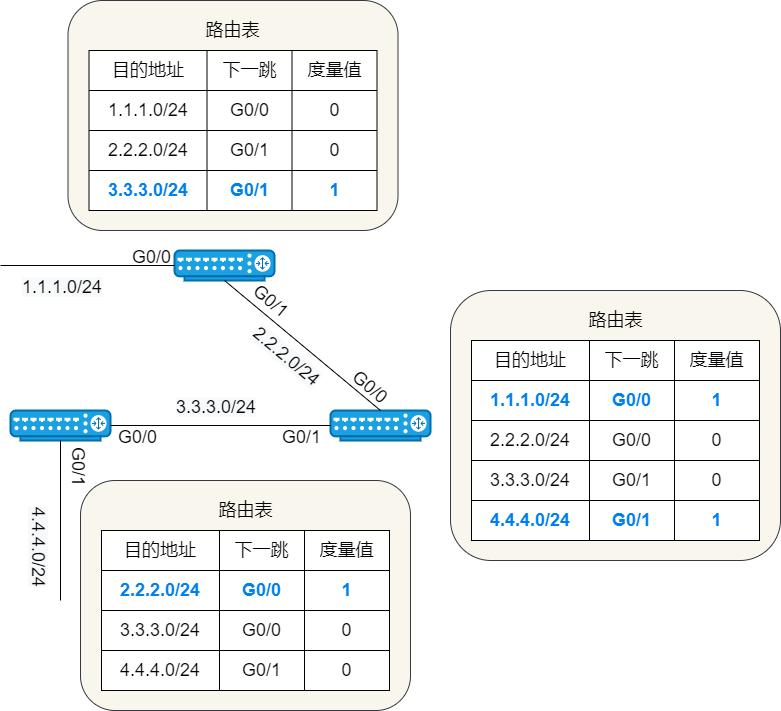 路由表
目的地址 下一跳 度量值
1.1.1.0/24 G0/0 0
2.2.2.0/24 G0/1 0
3.3.3.0/24 G0/1 1
G0/0
1.1.1.0/24
G0/1
2.2.2.0/24
G0/0
路由表
目的地址 下一跳 度量值
1.1.1.0/24 G0/0 1
2.2.2.0/24 G0/0 0
3.3.3.0/24 G0/1 0
4.4.4.0/24 G0/1 1
3.3.3.0/24
G0/0
G0/1
G0/1
4.4.4.0/24
路由表
目的地址 下一跳 度量值
2.2.2.0/24 G0/0 1
3.3.3.0/24 G0/0 0
4.4.4.0/24 G0/1 0